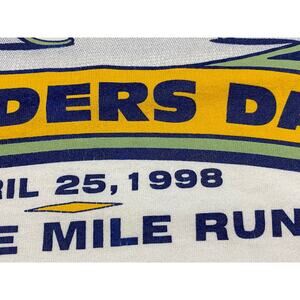 DERS DA
RIL 25, 1998
E MILE RUN